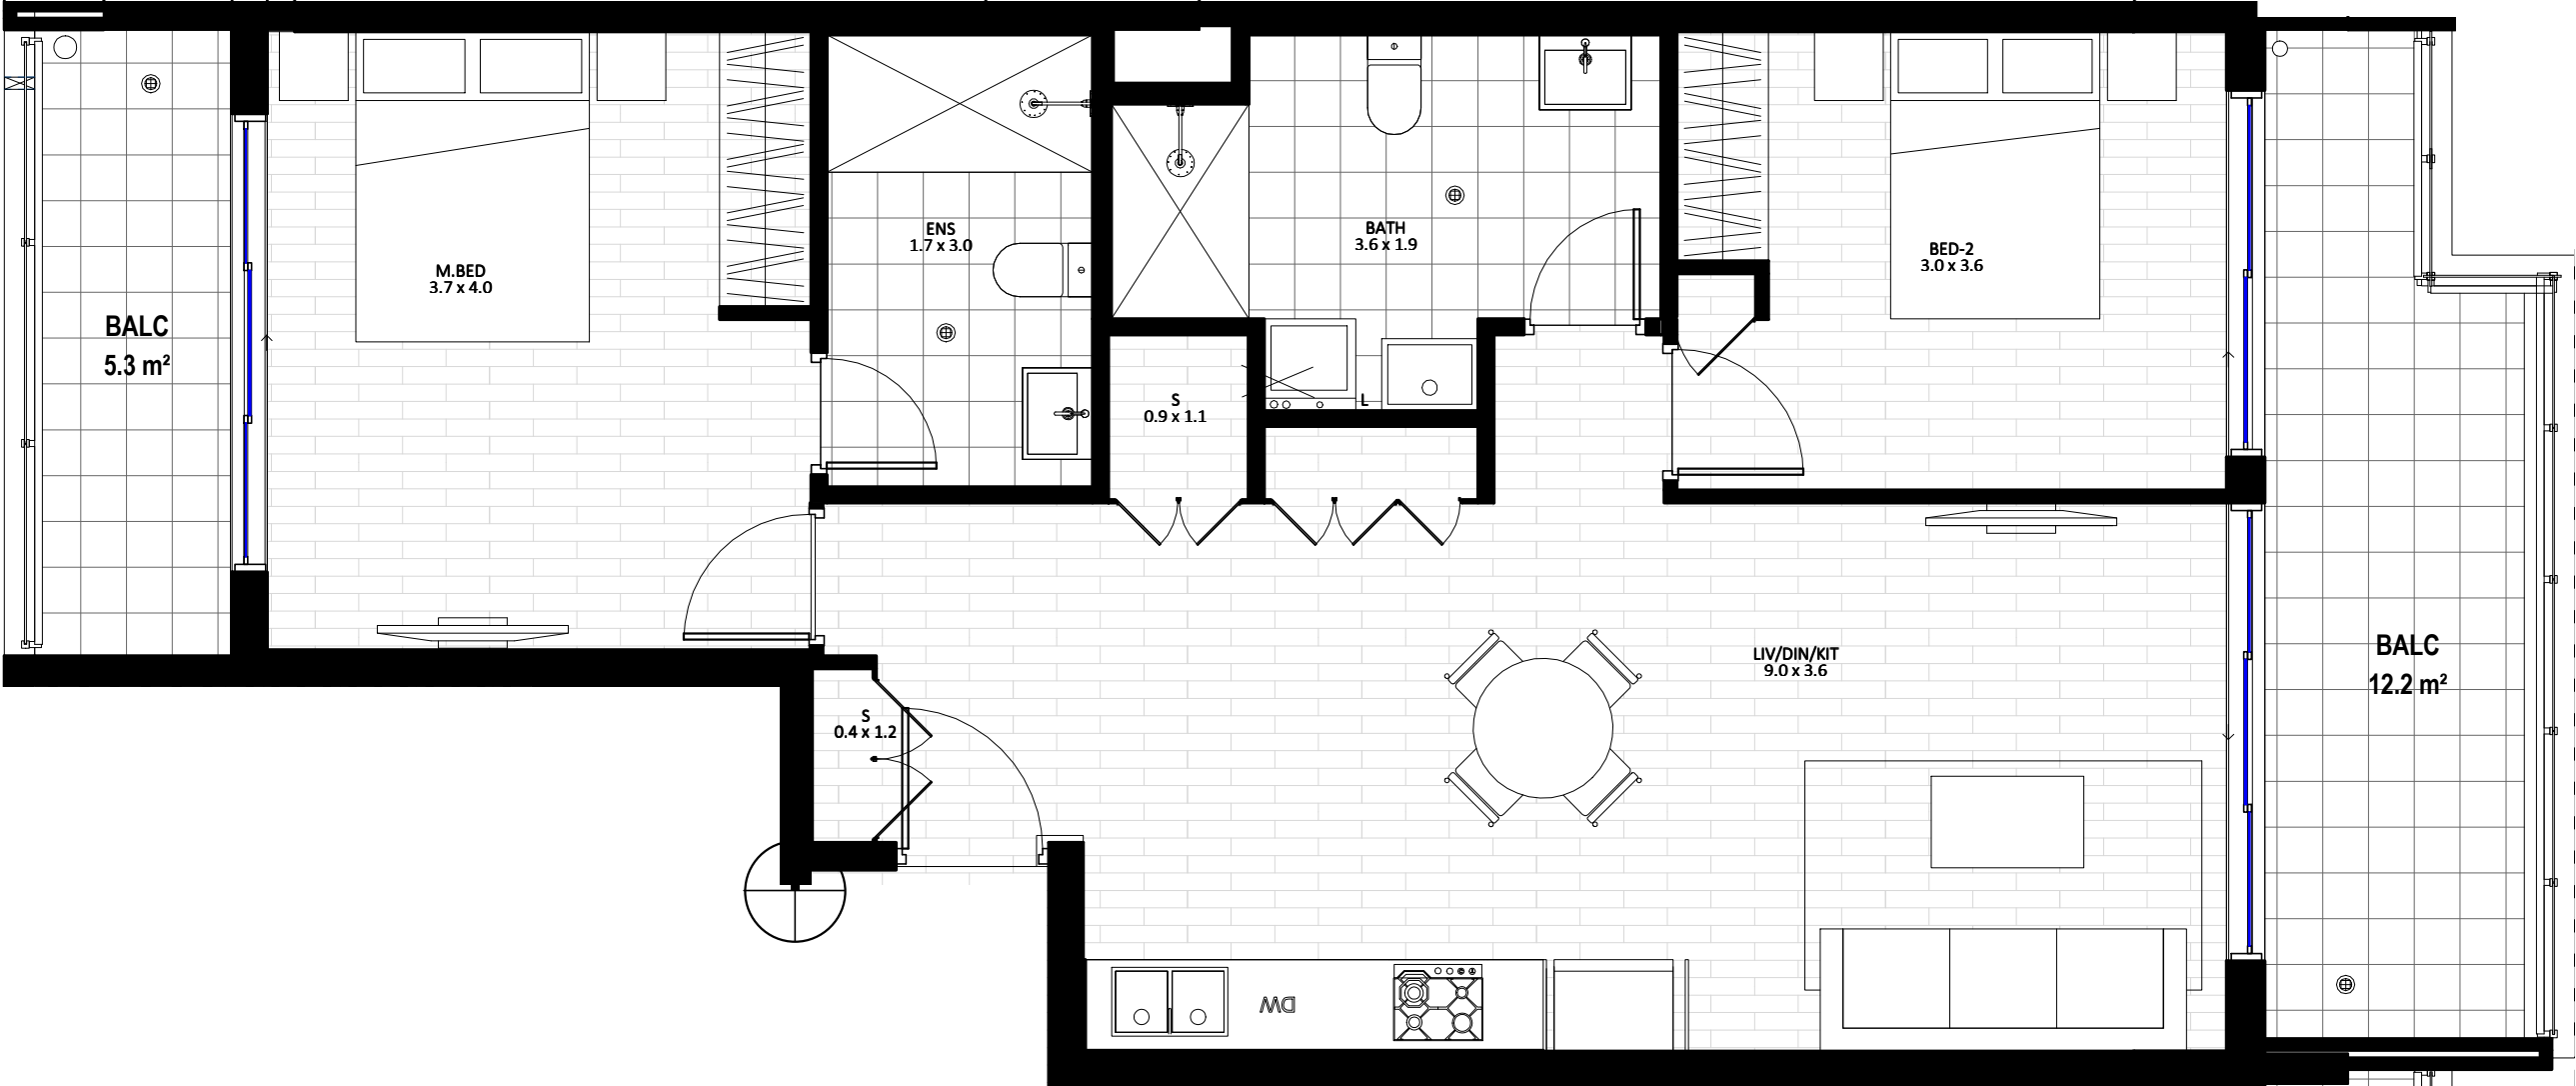 BALC
5.3 m²
M.BED
3.7 x 4.0
ENS
1.7 x 3.0
BATH
3.6 x 1.9
BED-2
3.0 x 3.6
S
0.9 x 1.1
L
S
0.4 x 1.2
LIV/DIN/KIT
9.0 x 3.6
BALC
12.2 m²
DW